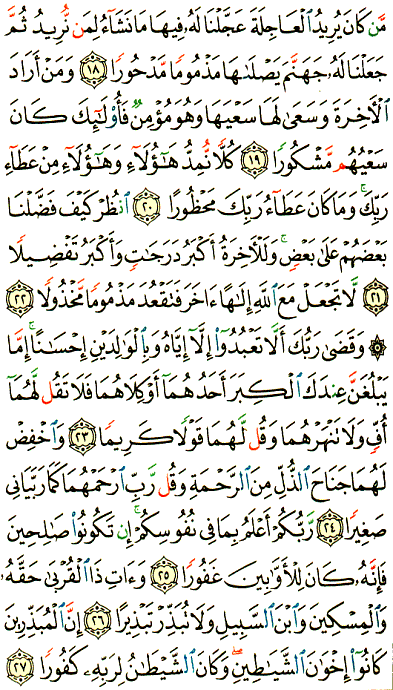 مَّن كَانَ يُرِيدُ ٱلۡعَاجِلَةَ عَجَّلۡنَا لَهُۥ فِيهَا مَا نَشَآءُ لِمَن نُّرِيدُ ثُمَّ
جَعَلۡنَا لَهُۥ جَهَنَّمَ يَصۡلَىٰهَا مَذۡمُومٗا مَّدۡحُورٗا ١٨ وَمَنۡ أَرَادَ
ٱلۡأٓخِرَةَ وَسَعَىٰ لَهَا سَعۡيَهَا وَهُوَ مُؤۡمِنٞ فَأُوْلَٰٓئِكَ كَانَ
سَعۡيُهُم مَّشۡكُورٗا ١٩ كُلّٗا نُّمِدُّ هَٰٓؤُلَآءِ وَهَٰٓؤُلَآءِ مِنۡ عَطَآءِ
رَبِّكَۚ وَمَا كَانَ عَطَآءُ رَبِّكَ مَحۡظُورًا ٢٠ ٱنظُرۡ كَيۡفَ فَضَّلۡنَا
بَعۡضَهُمۡ عَلَىٰ بَعۡضٖۚ وَلَلۡأٓخِرَةُ أَكۡبَرُ دَرَجَٰتٖ وَأَكۡبَرُ تَفۡضِيلٗا
٢١ لَّا تَجۡعَلۡ مَعَ ٱللَّهِ إِلَٰهًا ءَاخَرَ فَتَقۡعُدَ مَذۡمُومٗا مَّخۡذُولٗا ٢٢
۞ وَقَضَىٰ رَبُّكَ أَلَّا تَعۡبُدُوٓاْ إِلَّآ إِيَّاهُ وَبِٱلۡوَٰلِدَيۡنِ إِحۡسَٰنًاۚ إِمَّا
يَبۡلُغَنَّ عِندَكَ ٱلۡكِبَرَ أَحَدُهُمَآ أَوۡ كِلَاهُمَا فَلَا تَقُل لَّهُمَآ
أُفّٖ وَلَا تَنۡهَرۡهُمَا وَقُل لَّهُمَا قَوۡلٗا كَرِيمٗا ٢٣ وَٱخۡفِضۡ
لَهُمَا جَنَاحَ ٱلذُّلِّ مِنَ ٱلرَّحۡمَةِ وَقُل رَّبِّ ٱرۡحَمۡهُمَا كَمَا رَبَّيَانِي
صَغِيرٗا ٢٤ رَّبُّكُمۡ أَعۡلَمُ بِمَا فِي نُفُوسِكُمۡۚ إِن تَكُونُواْ صَٰلِحِينَ
فَإِنَّهُۥ كَانَ لِلۡأَوَّٰبِينَ غَفُورٗا ٢٥ وَءَاتِ ذَا ٱلۡقُرۡبَىٰ حَقَّهُۥ
وَٱلۡمِسۡكِينَ وَٱبۡنَ ٱلسَّبِيلِ وَلَا تُبَذِّرۡ تَبۡذِيرًا ٢٦ إِنَّ ٱلۡمُبَذِّرِينَ
كَانُوٓاْ إِخۡوَٰنَ ٱلشَّيَٰطِينِۖ وَكَانَ ٱلشَّيۡطَٰنُ لِرَبِّهِۦ كَفُورٗا ٢٧